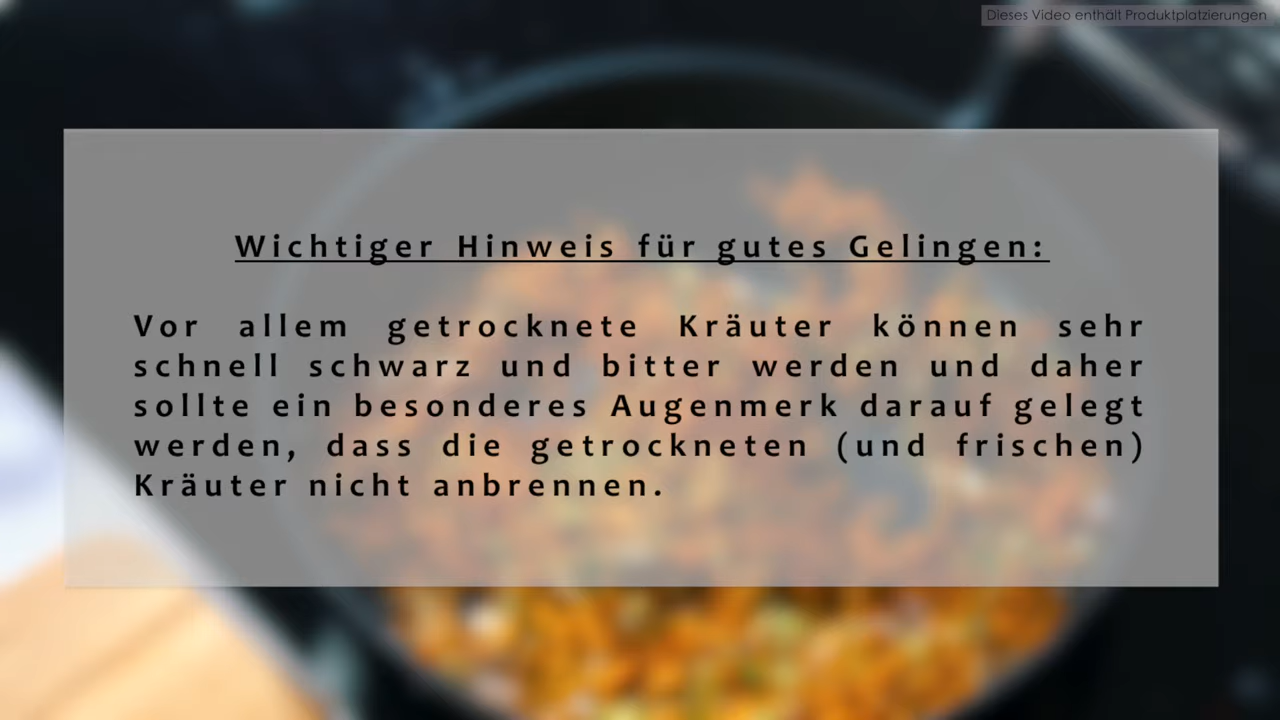 Dieses Video enthält Produktplatzierungen
Wichtiger Hinweis für gutes Gelingen:
Vor allem getrocknete Kräuter können sehr
schnell schwarz und bitter werden und daher
sollte ein besonderes Augenmerk darauf gelegt
werden, dass die getrockneten (und frischen)
Kräuter nicht anbrennen.